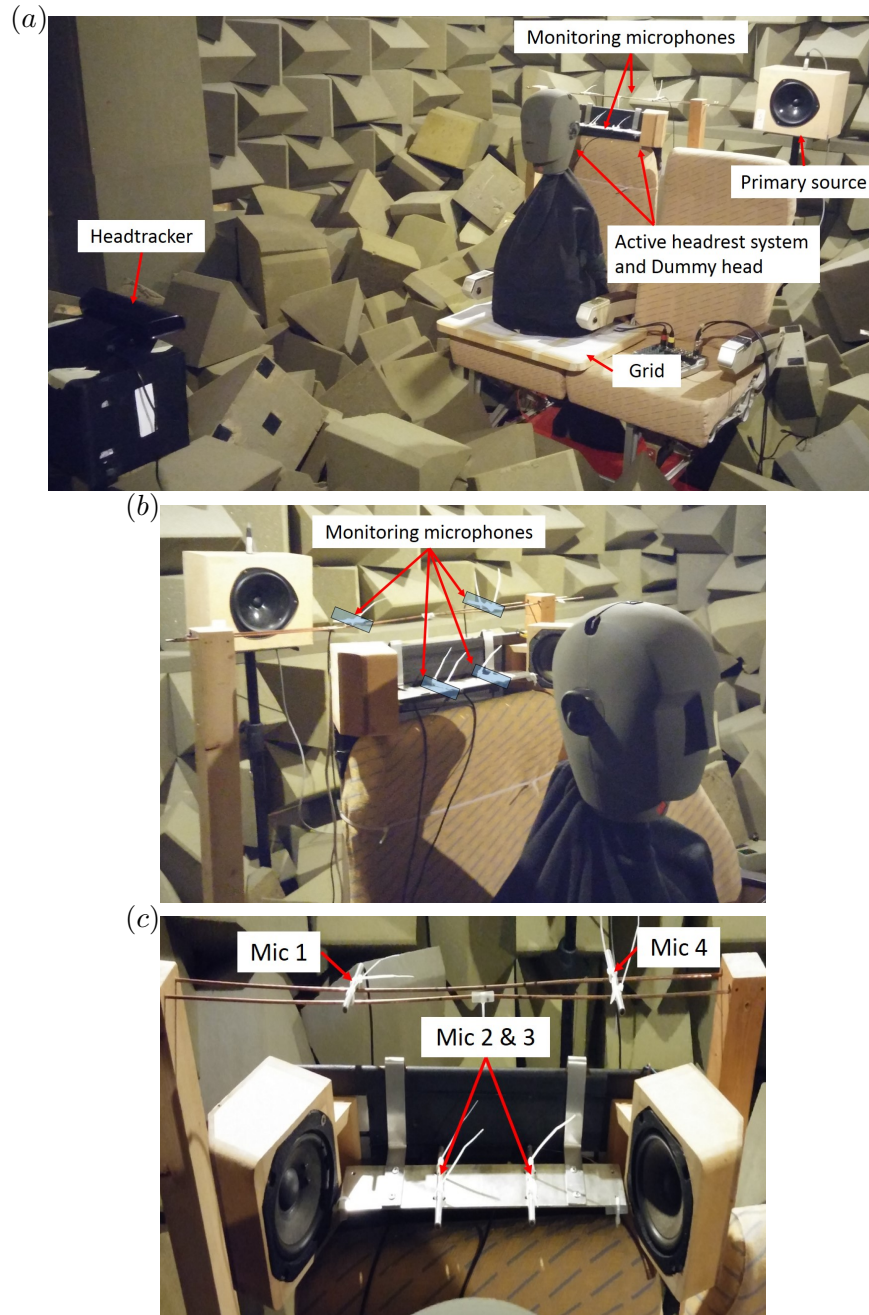 (a)
Monitoring microphones
Primary source
Headtracker
Active headrest system
and Dummy head
Grid
(b)
Monitoring microphones
(c)
Mic 1
Mic 4
Mic 2 & 3